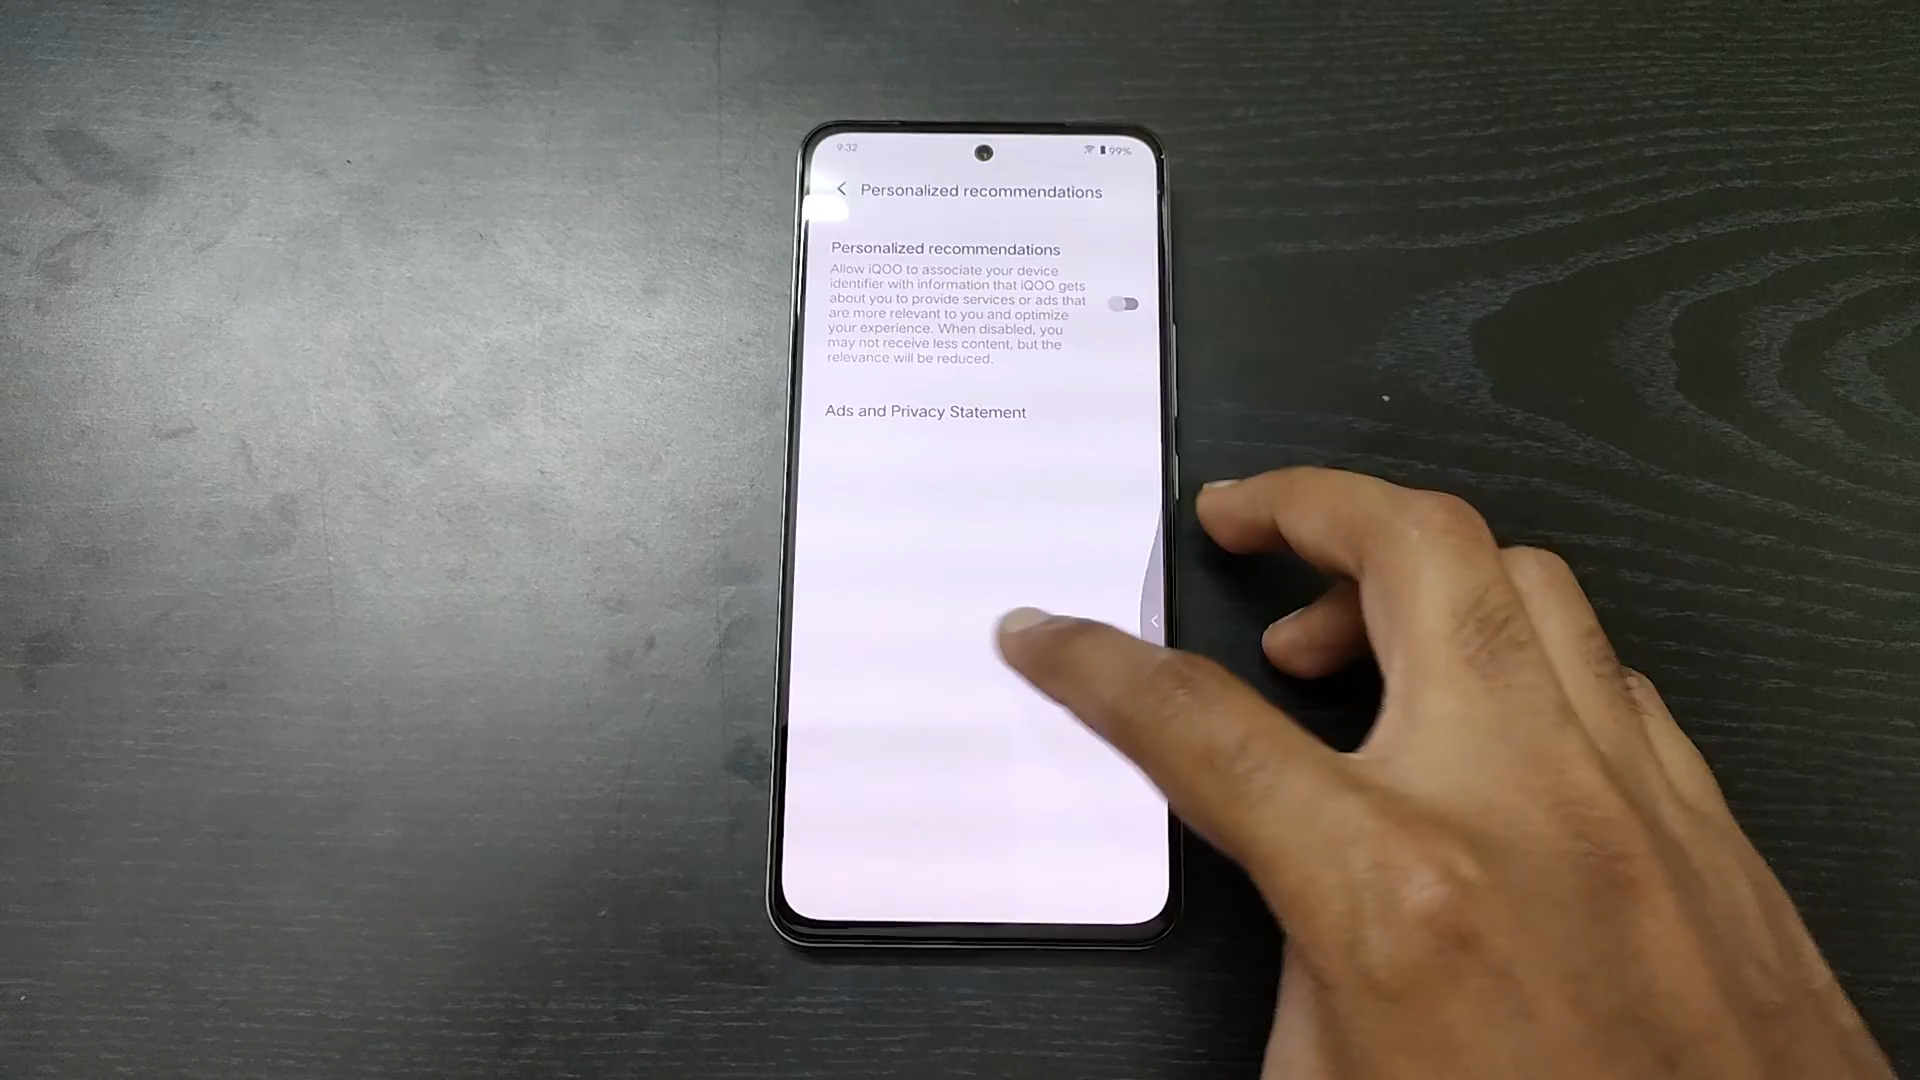 9:32
99%
Personalized recommendations
Personalized recommendations
Allow iQOO to associate your device
identifier with information that iQOO gets
about you to provide services or ads that
are more relevant to you and optimize
your experience. When disabled, you
may not receive less content, but the
relevance will be reduced.
Ads and Privacy Statement